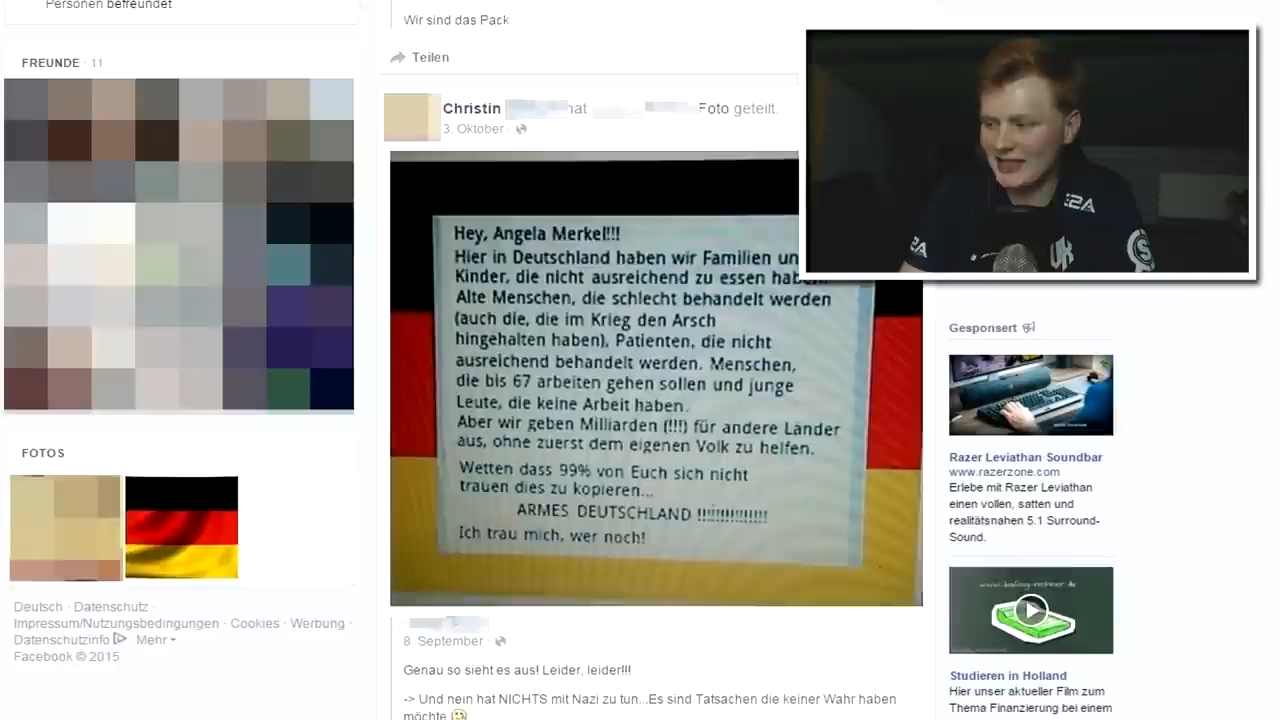 Personen befreundet
FREUNDE · 11
FOTOS
Deutsch · Datenschutz ·
Impressum/Nutzungsbedingungen · Cookies · Werbung ·
Datenschutzinfo Mehr
Facebook © 2015
Wir sind das Pack
Teilen
Christin hat Foto geteilt.
3. Oktober ·
Hey, Angela Merkel!!!
Hier in Deutschland haben wir Familien
Kinder, die nicht ausreichend zu essen
Alte Menschen, die schlecht behandelt werden
(auch die, die im Krieg den Arsch
hingehalten haben), Patienten, die nicht
ausreichend behandelt werden. Menschen,
die bis 67 arbeiten gehen sollen und junge
Leute, die keine Arbeit haben.
Aber wir geben Milliarden (!!!) für andere Länder
aus, ohne zuerst dem eigenen Volk zu helfen.
Wetten dass 99% von Euch sich nicht
trauen dies zu kopieren...
ARMES DEUTSCHLAND !!!!!!!!!!!!!!!
Ich trau mich, wer noch!
8. September ·
Genau so sieht es aus! Leider, leider!!!
-> Und nein hat NICHTS mit Nazi zu tun...Es sind Tatsachen die keiner Wahr haben
möchte
Gesponsert
Razer Leviathan Soundbar
www.razerzone.com
Erlebe mit Razer Leviathan
einen vollen, satten und
realitätsnahen 5.1 Surround-
Sound.
www.bafoeg-rechner.de
Studieren in Holland
Hier unser aktueller Film zum
Thema Finanzierung bei einem